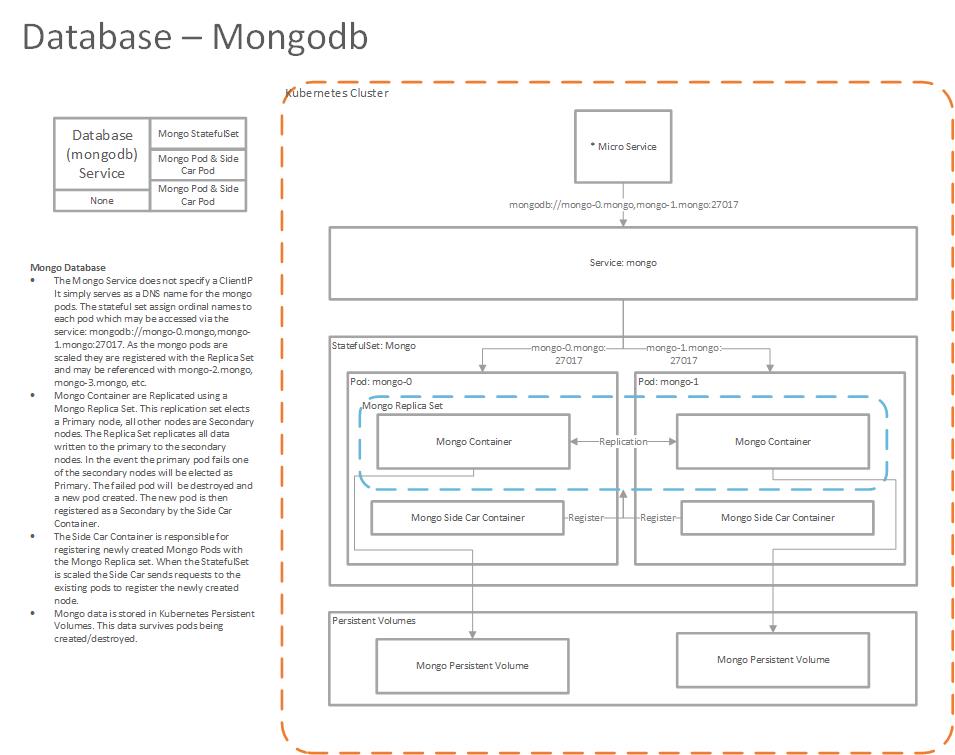 Database – Mongodb
Database
(mongodb)
Service
None
Mongo StatefulSet
Mongo Pod & Side
Car Pod
Mongo Pod & Side
Car Pod
Mongo Database
• The Mongo Service does not specify a ClientIP
It simply serves as a DNS name for the mongo
pods. The stateful set assign ordinal names to
each pod which may be accessed via the
service: mongodb://mongo-0.mongo,mongo-
1.mongo:27017. As the mongo pods are
scaled they are registered with the Replica Set
and may be referenced with mongo-2.mongo,
mongo-3.mongo, etc.
• Mongo Container are Replicated using a
Mongo Replica Set. This replication set elects
a Primary node, all other nodes are Secondary
nodes. The Replica Set replicates all data
written to the primary to the secondary
nodes. In the event the primary pod fails one
of the secondary nodes will be elected as
Primary. The failed pod will be destroyed and
a new pod created. The new pod is then
registered as a Secondary by the Side Car
Container.
• The Side Car Container is responsible for
registering newly created Mongo Pods with
the Mongo Replica set. When the StatefulSet
is scaled the Side Car sends requests to the
existing pods to register the newly created
node.
• Mongo data is stored in Kubernetes Persistent
Volumes. This data survives pods being
created/destroyed.
Kubernetes Cluster
* Micro Service
mongodb://mongo-0.mongo,mongo-1.mongo:27017
Service: mongo
StatefulSet: Mongo
mongo-0.mongo:
27017
mongo-1.mongo:
27017
Pod: mongo-0
Pod: mongo-1
Mongo Replica Set
Mongo Container
Replication
Mongo Container
Mongo Side Car Container
Register
Register
Mongo Side Car Container
Persistent Volumes
Mongo Persistent Volume
Mongo Persistent Volume